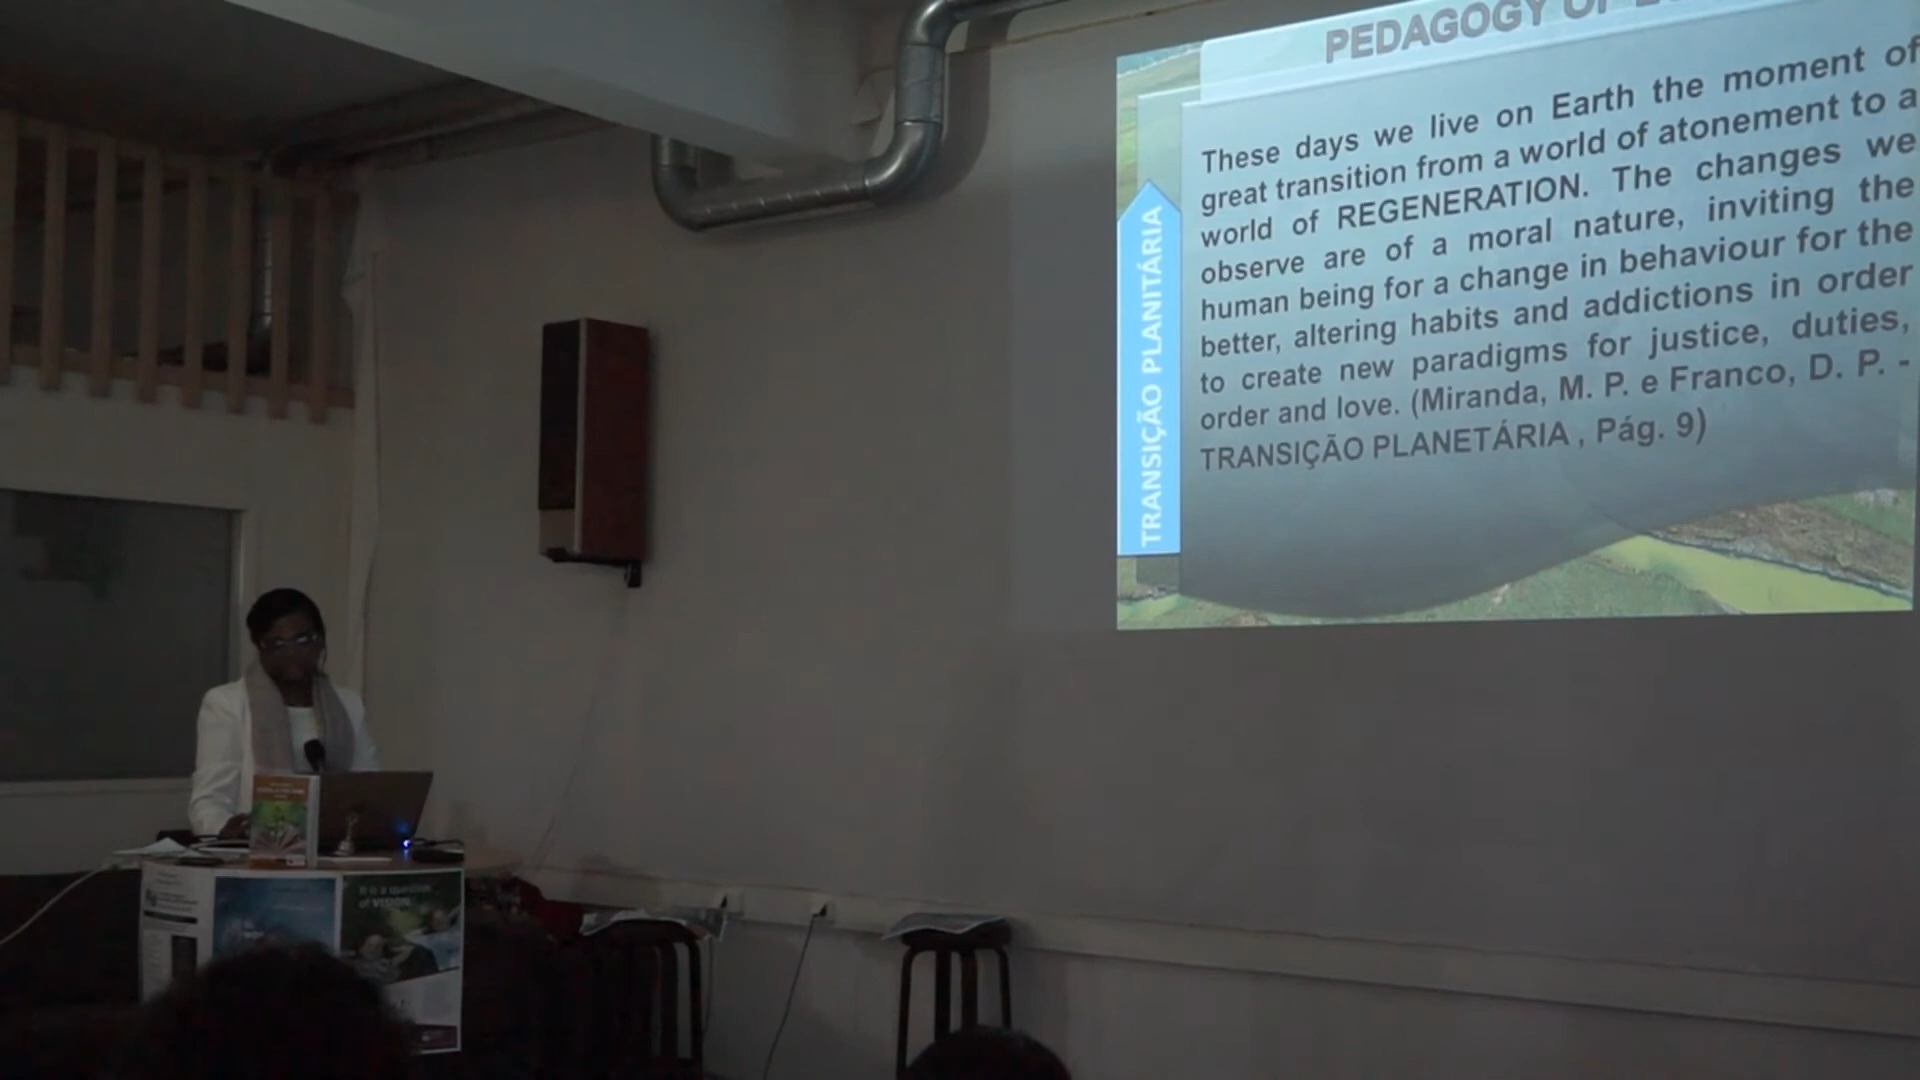 PEDAGOGY OF
These days we live on Earth the moment of
great transition from a world of atonement to a
world of REGENERATION. The changes we
observe are of a moral nature, inviting the
human being for a change in behaviour for the
better, altering habits and addictions in order
to create new paradigms for justice, duties,
order and love. (Miranda, M. P. e Franco, D. P. -
TRANSIÇÃO PLANETÁRIA , Pág. 9)
TRANSIÇÃO PLANITÁRIA
It is a question
of VISION